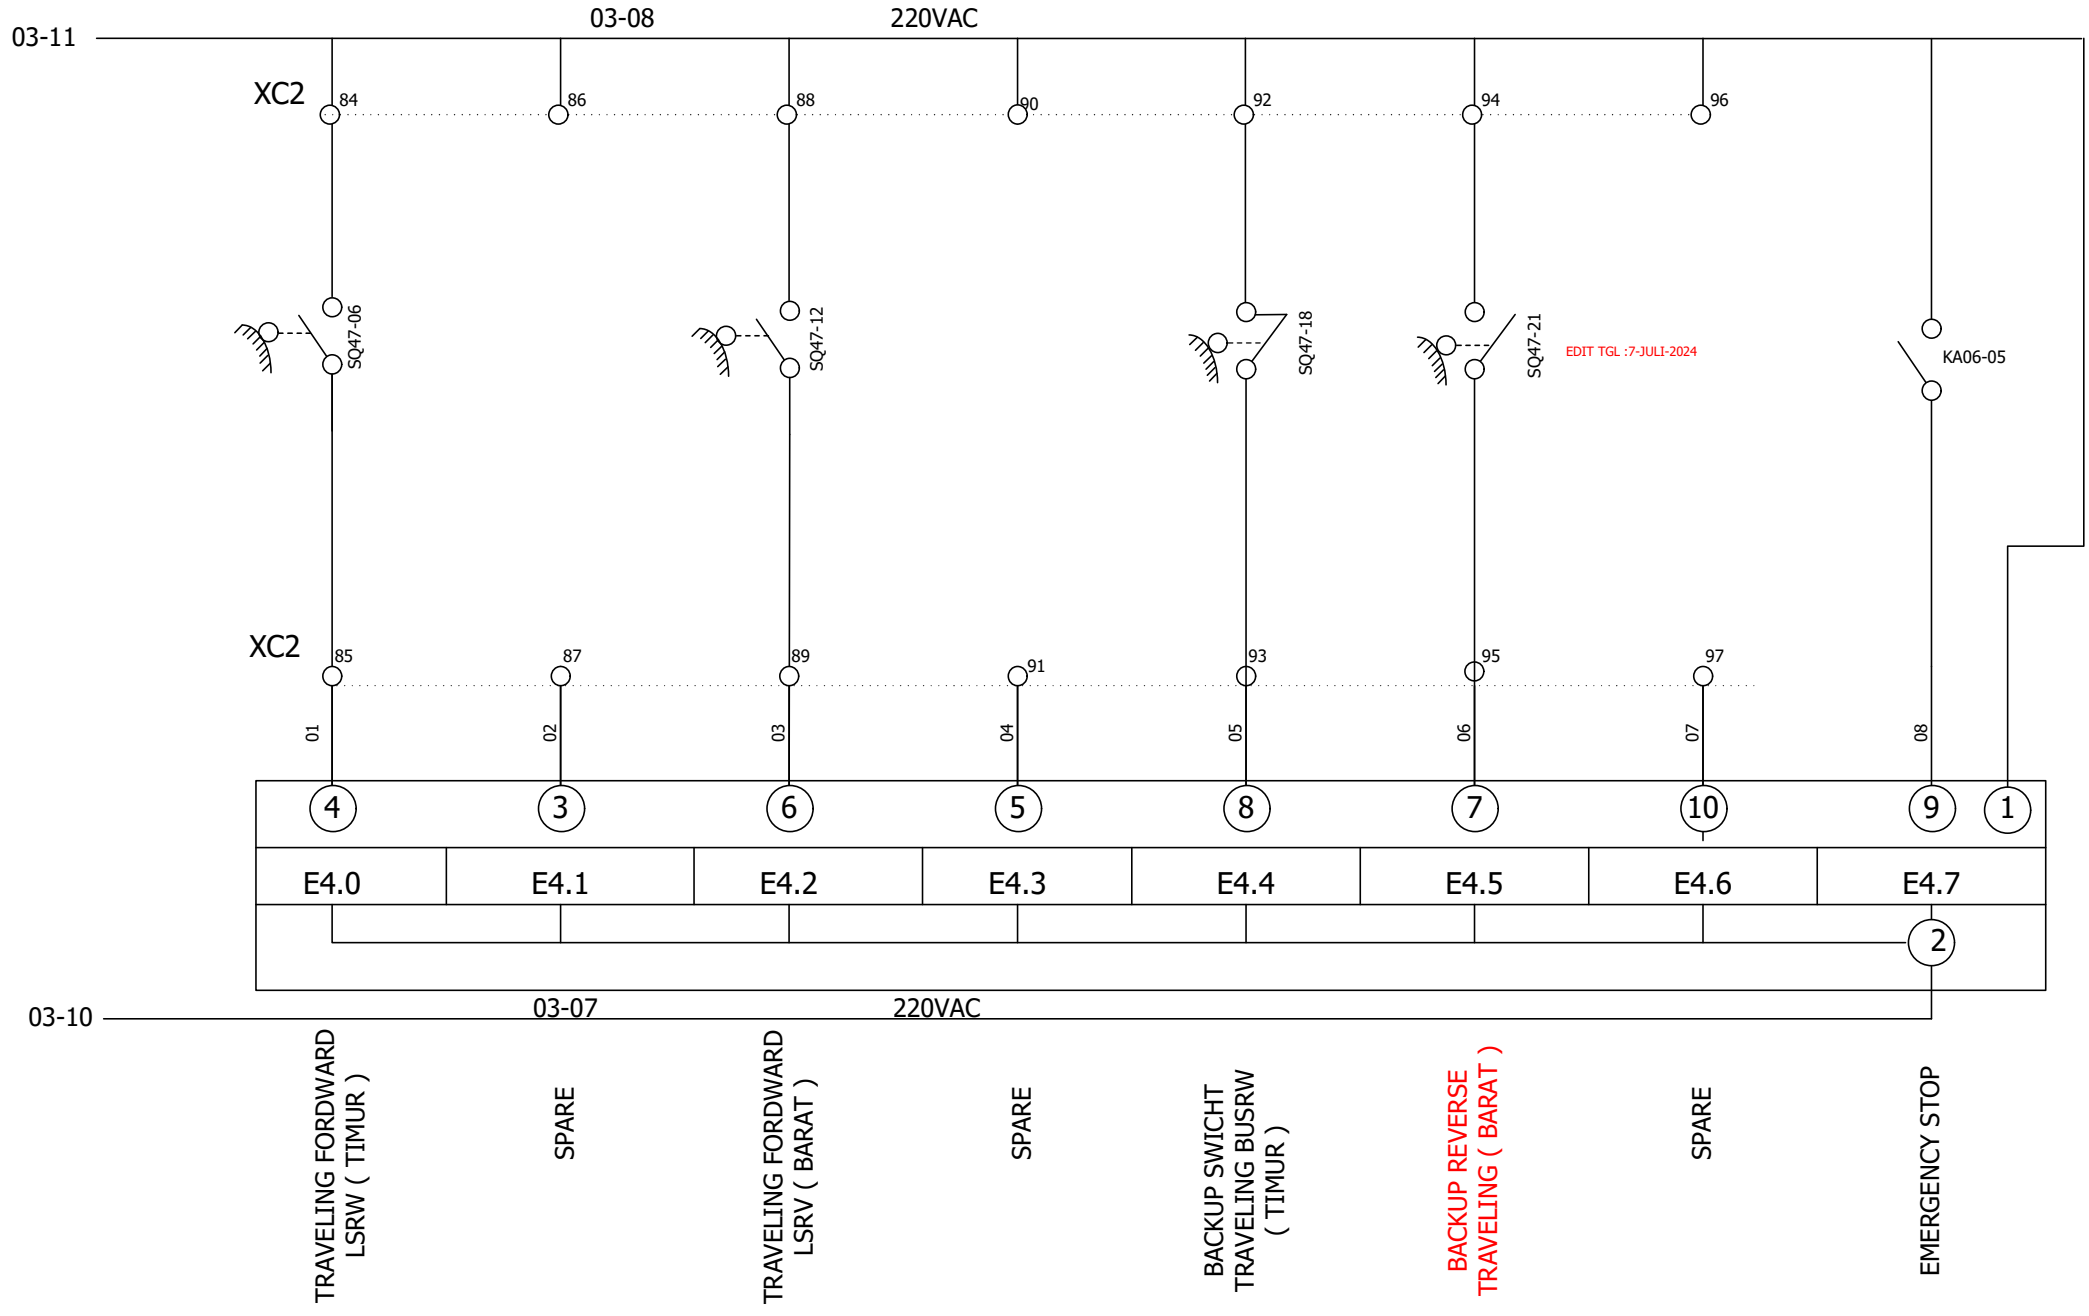 03-08
220VAC
03-11
XC2
84
86
88
90
92
94
96
SQ47-06
SQ47-12
SQ47-18
SQ47-21
EDIT TGL :7-JULI-2024
KA06-05
XC2
85
87
89
91
93
95
97
01
02
03
04
05
06
07
08
4
3
6
5
8
7
10
9
1
E4.0
E4.1
E4.2
E4.3
E4.4
E4.5
E4.6
E4.7
2
03-10
03-07
220VAC
TRAVELING FORDWARD
LSRW ( TIMUR )
SPARE
TRAVELING FORDWARD
LSRV ( BARAT )
SPARE
BACKUP SWICHT
TRAVELING BUSRW
( TIMUR )
BACKUP REVERSE
TRAVELING ( BARAT )
SPARE
EMERGENCY STOP